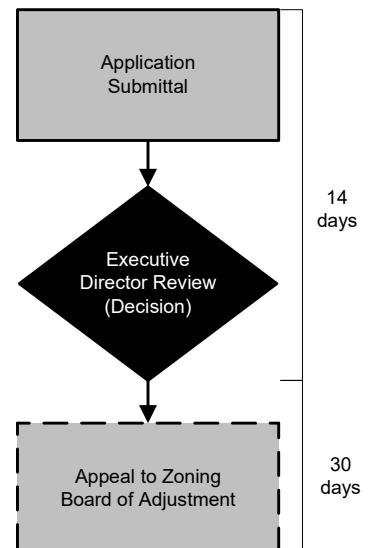 Application
Submittal
14
days
Executive
Director Review
(Decision)
Appeal to Zoning
Board of Adjustment
30
days